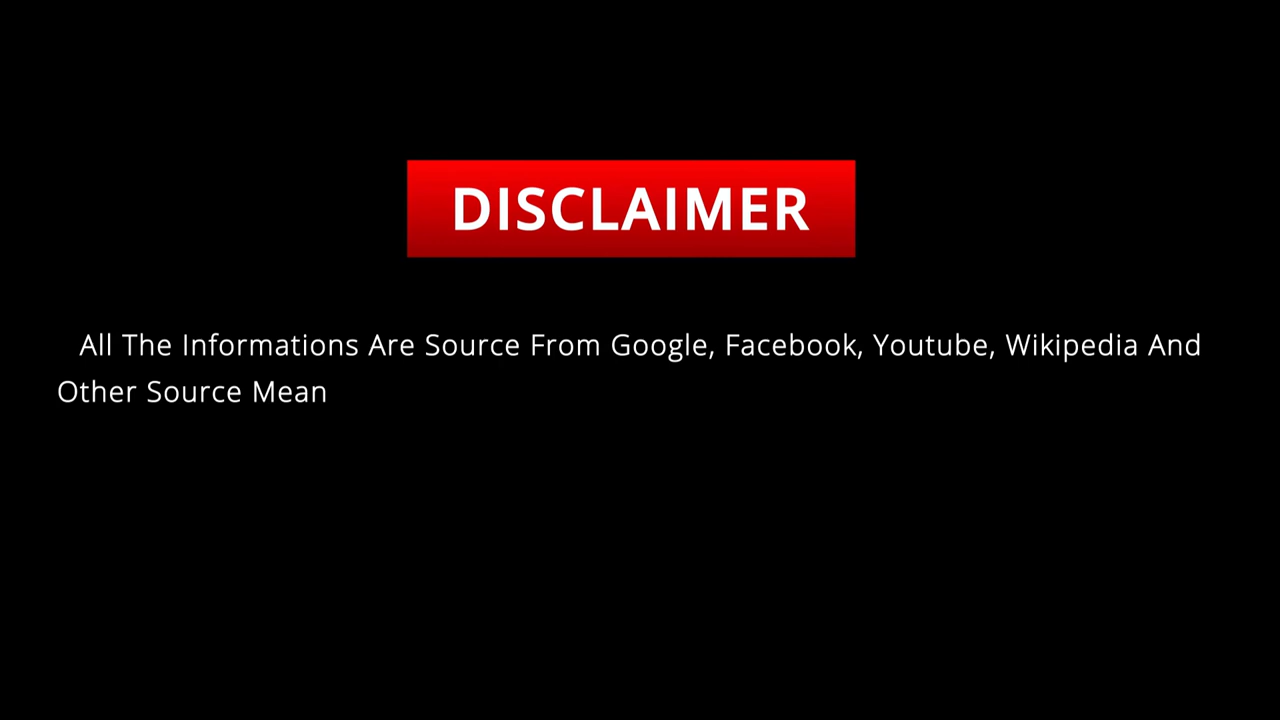 DISCLAIMER
All The Informations Are Source From Google, Facebook, Youtube, Wikipedia And
Other Source Mean